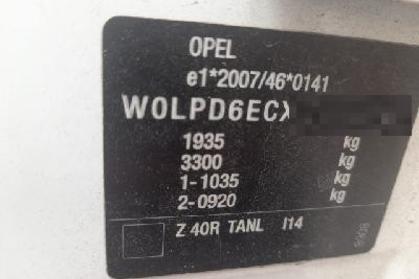 OPEL
e1*2007/46*0141
W0LPD6ECX
1935 kg
3300 kg
1-1035 kg
2-0920 kg
Z 40R TANL I14